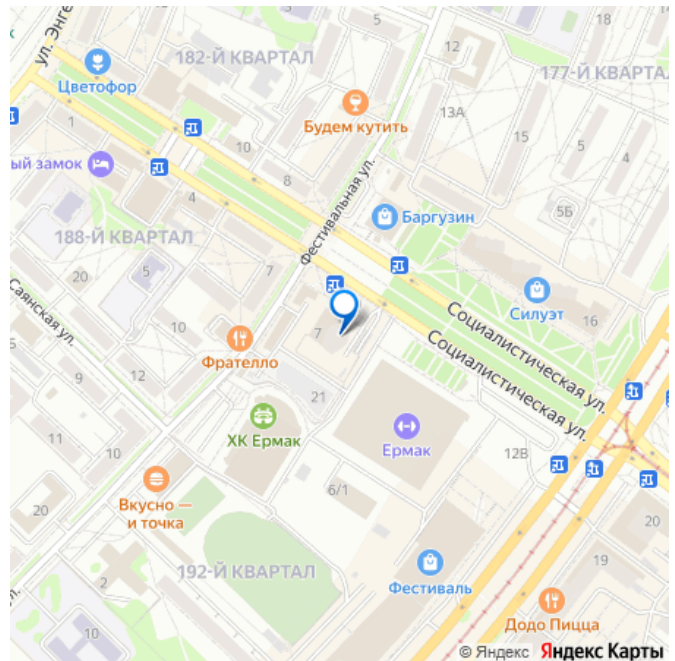 ул. Энге
182-Й КВАРТАЛ
12
18
177-Й КВАРТА
Цветофор
1
10
Будем кутить
13А
15
5
4
ый замок
8
4
Фестивальная ул.
5Б
Баргузин
188-Й КВАРТАЛ
7
20
5
Саянская ул.
10
7
Силуэт
16
Социалистическая ул.
Социалистическая ул.
Фрателло
12
9
21
ХК Ермак
Ермак
11
10
12В
6/1
Вкусно —
и точка
20
20
192-Й КВАРТАЛ
2
19
Фестиваль
ул.
10
Додо Пицца
© Яндекс Яндекс Карты